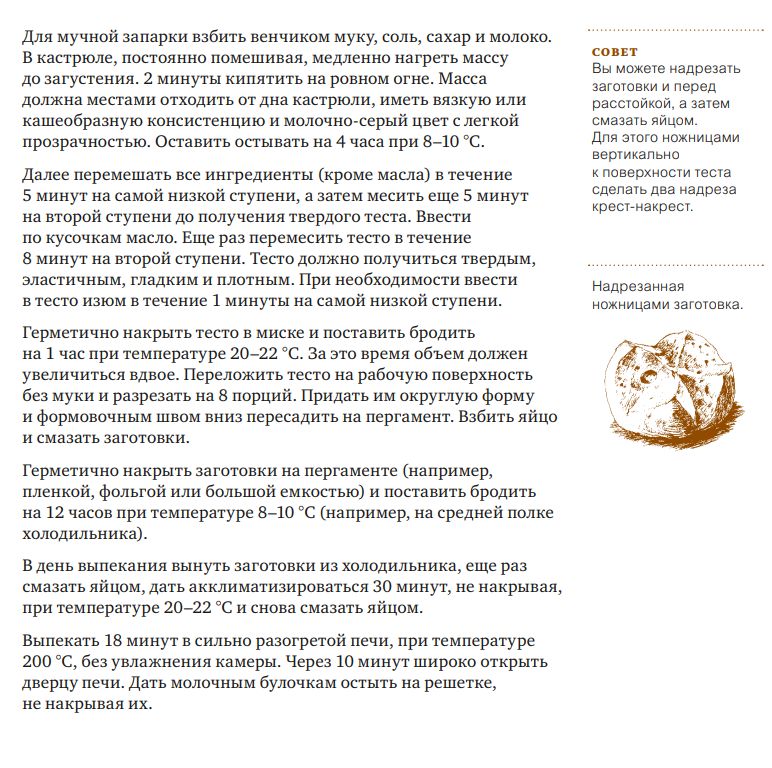 Для мучной запарки взбить венчиком муку, соль, сахар и молоко.
В кастрюле, постоянно помешивая, медленно нагреть массу
до загустения. 2 минуты кипятить на ровном огне. Масса
должна местами отходить от дна кастрюли, иметь вязкую или
кашеобразную консистенцию и молочно-серый цвет с легкой
прозрачностью. Оставить остывать на 4 часа при 8–10 °C.
Далее перемешать все ингредиенты (кроме масла) в течение
5 минут на самой низкой ступени, а затем месить еще 5 минут
на второй ступени до получения твердого теста. Ввести
по кусочкам масло. Еще раз перемесить тесто в течение
8 минут на второй ступени. Тесто должно получиться твердым,
эластичным, гладким и плотным. При необходимости ввести
в тесто изюм в течение 1 минуты на самой низкой ступени.
Герметично накрыть тесто в миске и поставить бродить
на 1 час при температуре 20–22 °C. За это время объем должен
увеличиться вдвое. Переложить тесто на рабочую поверхность
без муки и разрезать на 8 порций. Придать им округлую форму
и формовочным швом вниз пересадить на пергамент. Взбить яйцо
и смазать заготовки.
Герметично накрыть заготовки на пергаменте (например,
пленкой, фольгой или большой емкостью) и поставить бродить
на 12 часов при температуре 8–10 °C (например, на средней полке
холодильника).
В день выпекания вынуть заготовки из холодильника, еще раз
смазать яйцом, дать акклиматизироваться 30 минут, не накрывая,
при температуре 20–22 °C и снова смазать яйцом.
Выпекать 18 минут в сильно разогретой печи, при температуре
200 °C, без увлажнения камеры. Через 10 минут широко открыть
дверцу печи. Дать молочным булочкам остыть на решетке,
не накрывая их.
СОВЕТ
Вы можете надрезать
заготовки и перед
расстойкой, а затем
смазать яйцом.
Для этого ножницами
вертикально
к поверхности теста
сделать два надреза
крест-накрест.
Надрезанная
ножницами заготовка.